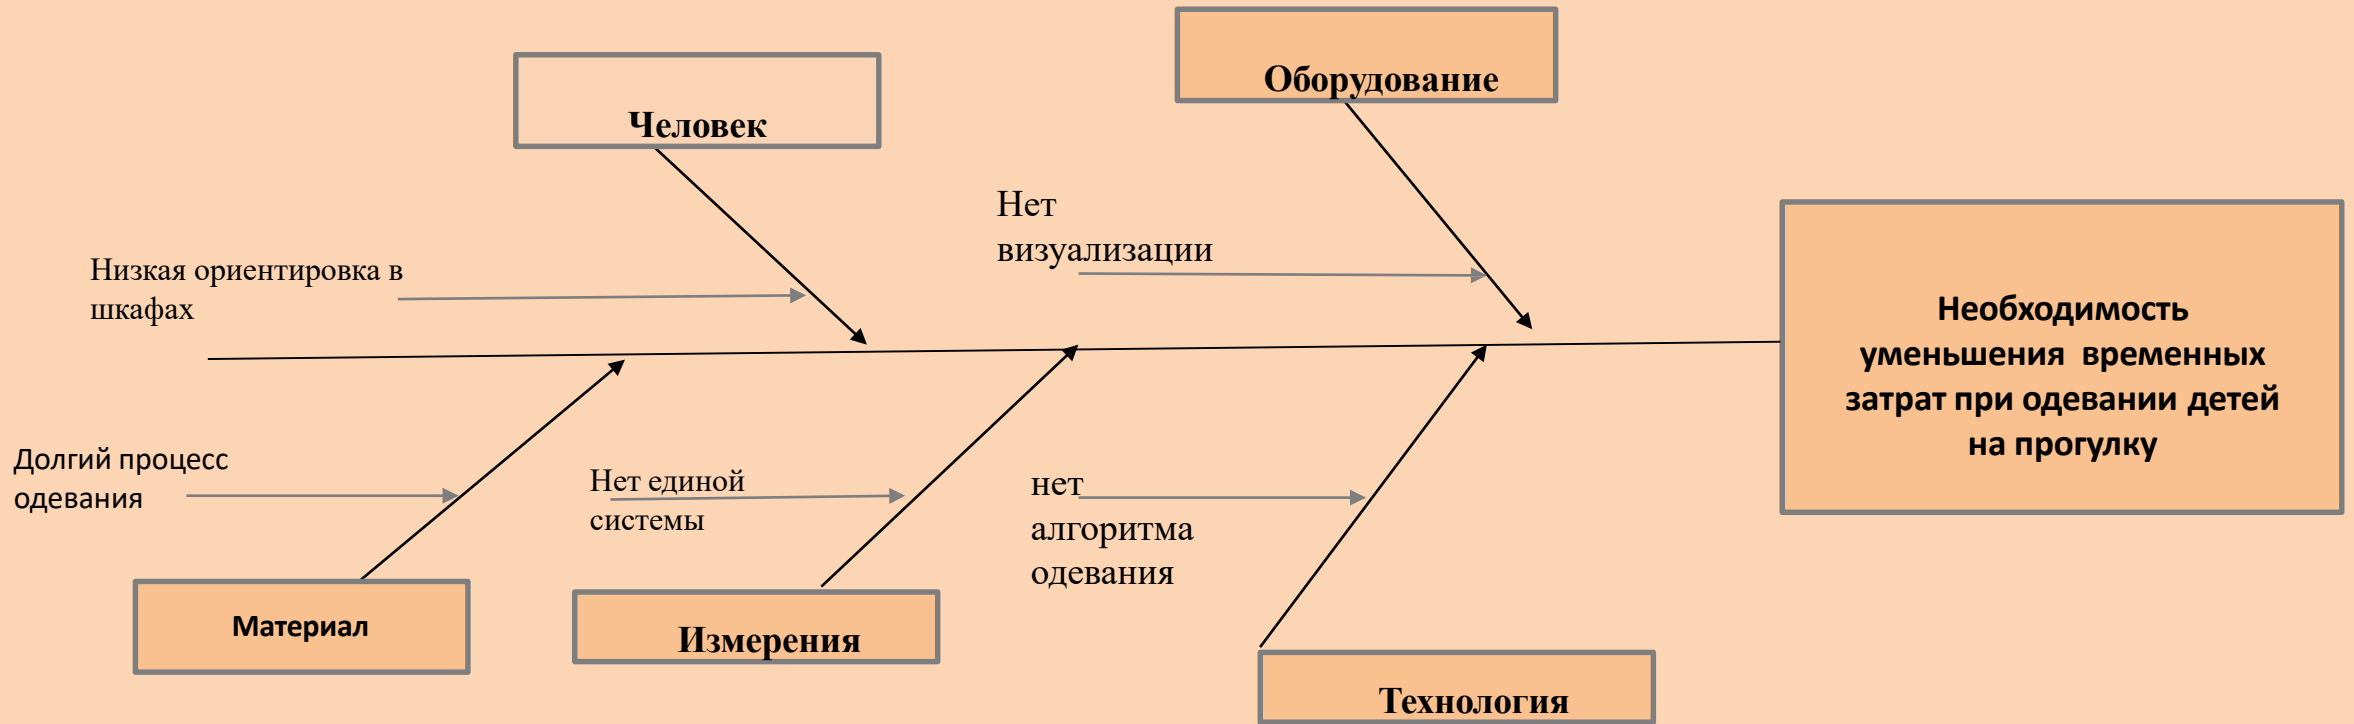 Оборудование
Человек
Нет
визуализации
Низкая ориентировка в
шкафах
Необходимость
уменьшения временных
затрат при одевании детей
на прогулку
Долгий процесс
одевания
Нет единой
системы
нет
алгоритма
одевания
Материал
Измерения
Технология